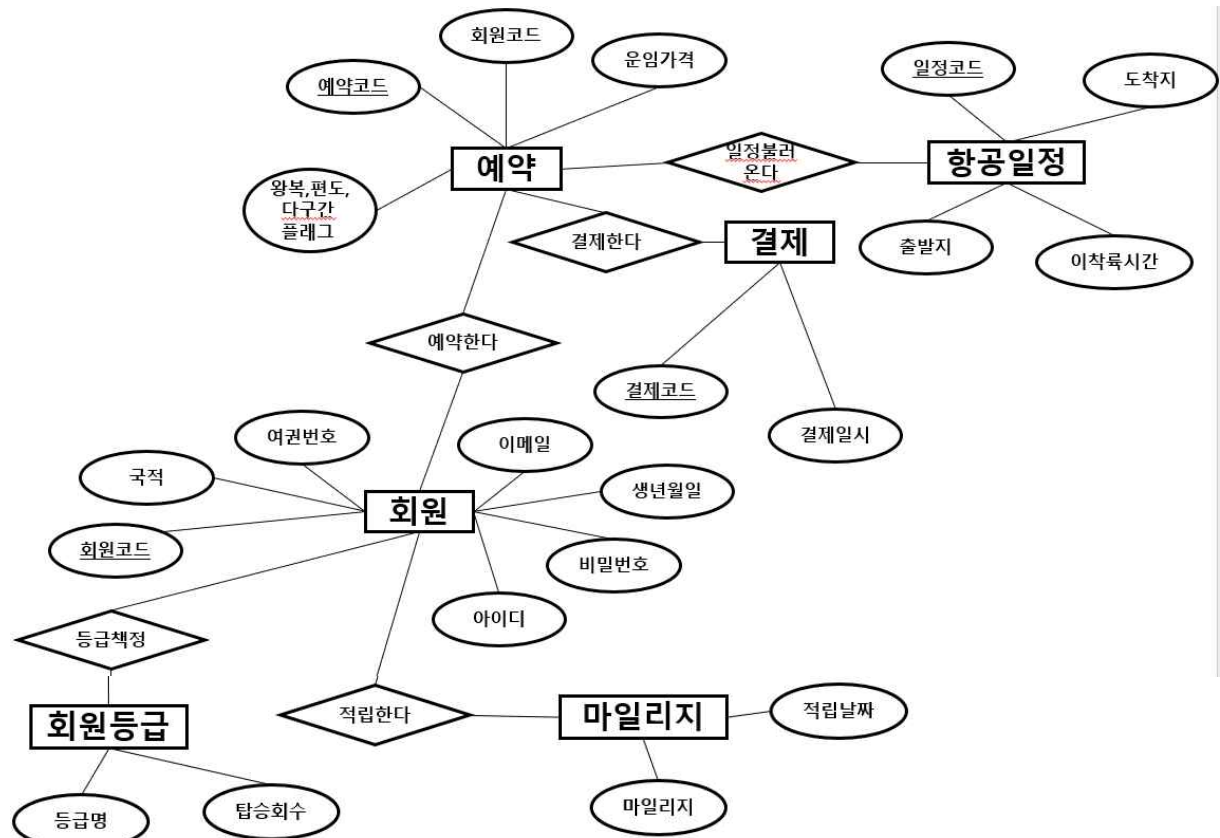 회원코드
운임가격
예약코드
일정코드
도착지
예약
일정불러
온다
항공일정
왕복,편도,
다구간
플래그
결제한다
결제
출발지
이착륙시간
예약한다
결제코드
결제일시
여권번호
이메일
국적
생년월일
회원
회원코드
비밀번호
아이디
등급책정
회원등급
적립한다
마일리지
적립날짜
등급명
탑승회수
마일리지